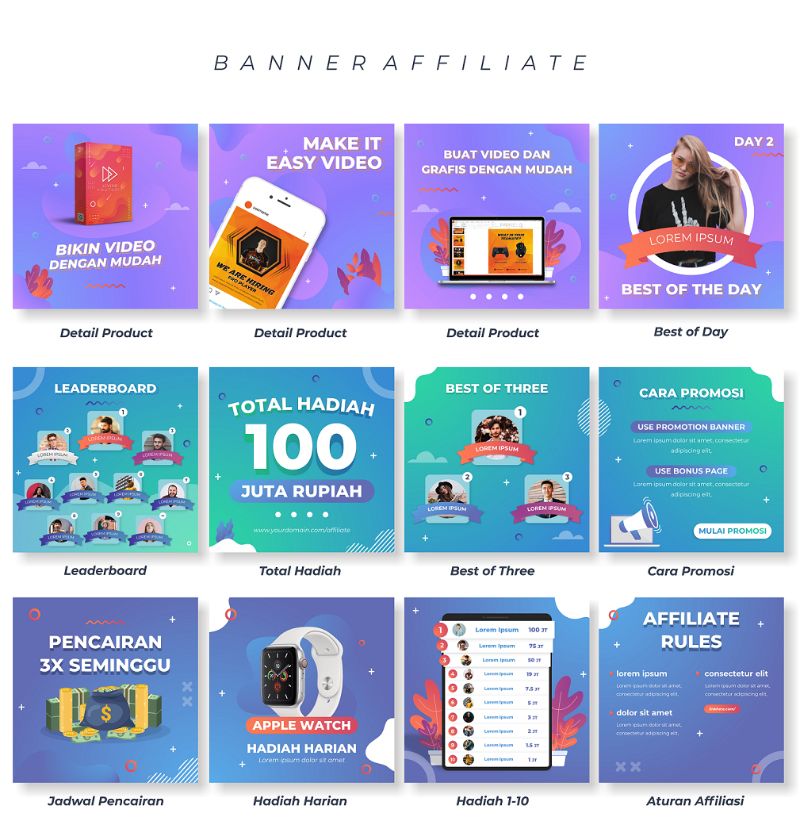 BANNER AFFILIATE
BIKIN VIDEO
DENGAN MUDAH
Detail Product
MAKE IT
EASY VIDEO
WE ARE HIRING
PRO PLAYER
Detail Product
BUAT VIDEO DAN
GRAFIS DENGAN MUDAH
Detail Product
DAY 2
LOREM IPSUM
BEST OF THE DAY
Best of Day
LEADERBOARD
1
LOREM IPSUM
2
LOREM IPSUM
3
LOREM IPSUM
LOREM IPSUM
LOREM IPSUM
LOREM IPSUM
LOREM IPSUM
LOREM IPSUM
LOREM IPSUM
LOREM IPSUM
Leaderboard
TOTAL HADIAH
100
JUTA RUPIAH
www.yourdomain.com/affiliate
Total Hadiah
BEST OF THREE
1
LOREM IPSUM
2
LOREM IPSUM
3
LOREM IPSUM
Best of Three
CARA PROMOSI
USE PROMOTION BANNER
Lorem ipsum dolor sit amet, consectetur
adipiscing elit.
USE BONUS PAGE
Lorem ipsum dolor sit amet, consectetur
adipiscing elit.
MULAI PROMOSI
Cara Promosi
PENCAIRAN
3X SEMINGGU
$
Jadwal Pencairan
APPLE WATCH
HADIAH HARIAN
Lorem ipsum dolor sit amet
Hadiah Harian
1 Lorem Ipsum 100 JT
2 Lorem Ipsum 75 JT
3 Lorem Ipsum 50 JT
4 Lorem Ipsum 19 JT
5 Lorem Ipsum 7.5 JT
6 Lorem Ipsum 5 JT
7 Lorem Ipsum 3 JT
8 Lorem Ipsum 2 JT
9 Lorem Ipsum 1.5 JT
10 Lorem Ipsum 1 JT
Hadiah 1-10
AFFILIATE
RULES
lorem ipsum
Lorem ipsum dolor sit amet,
consectetur adipiscing elit.
dolor sit amet
Lorem ipsum dolor sit amet,
consectetur adipiscing elit.
consectetur elit
Lorem ipsum dolor sit amet,
consectetur adipiscing elit.
Aturan Affiliasi